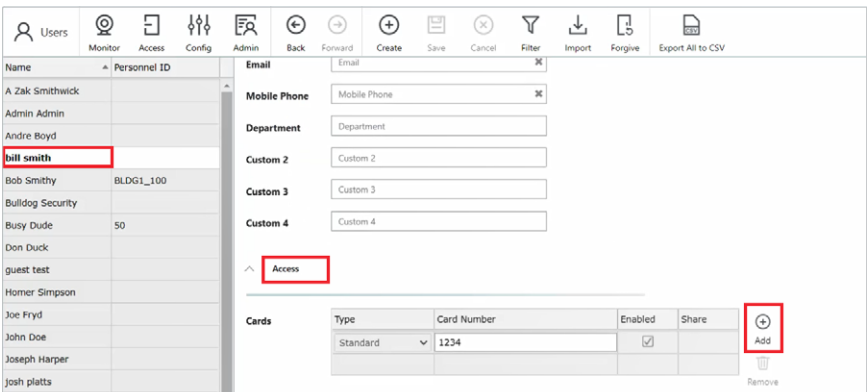 Users Monitor Access Config Admin Back Forward Create Save Cancel Filter Import Forgive Export All to CSV
CSV
Name Personnel ID
A Zak Smithwick
Admin Admin
Andre Boyd
bill smith
Bob Smithy BLDG1_100
Bulldog Security
Busy Dude 50
Don Duck
guest test
Homer Simpson
Joe Fryd
John Doe
Joseph Harper
josh platts
Email Email
Mobile Phone Mobile Phone
Department Department
Custom 2 Custom 2
Custom 3 Custom 3
Custom 4 Custom 4
Access
Cards Type Card Number Enabled Share
Standard 1234
Add
Remove